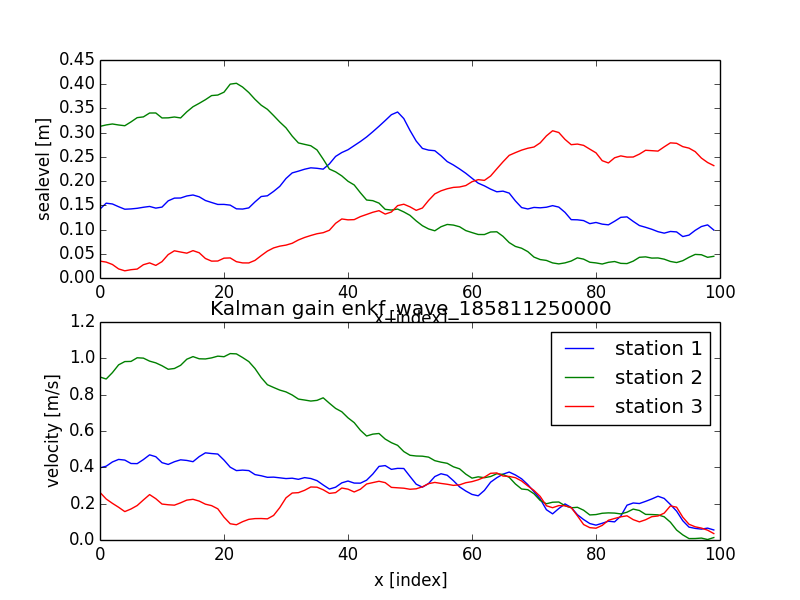 0.45
0.40
0.35
0.30
0.25
0.20
0.15
0.10
0.05
0.00
sealevel [m]
0 20 40 60 80 100
x [index]
Kalman gain enkf_wave_185811250000
1.2
1.0
0.8
0.6
0.4
0.2
0.0
velocity [m/s]
station 1
station 2
station 3
0 20 40 60 80 100
x [index]